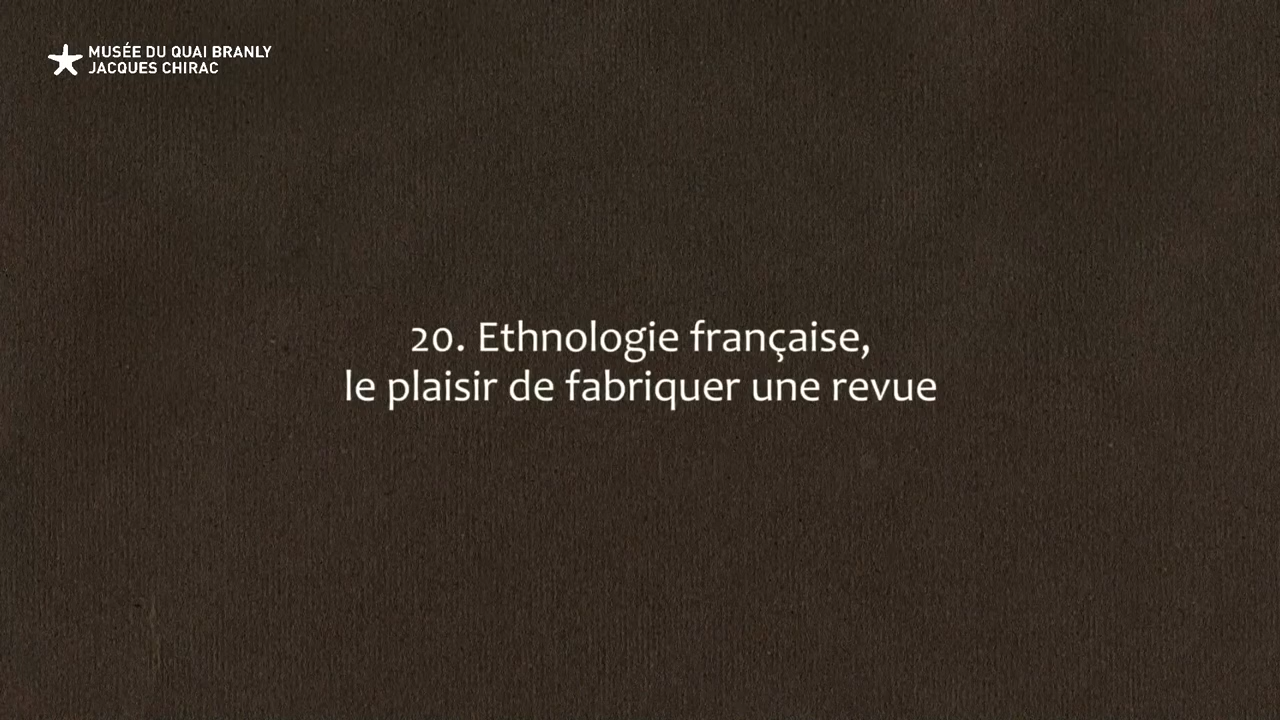 MUSÉE DU QUAI BRANLY
JACQUES CHIRAC
20. Ethnologie française,
le plaisir de fabriquer une revue